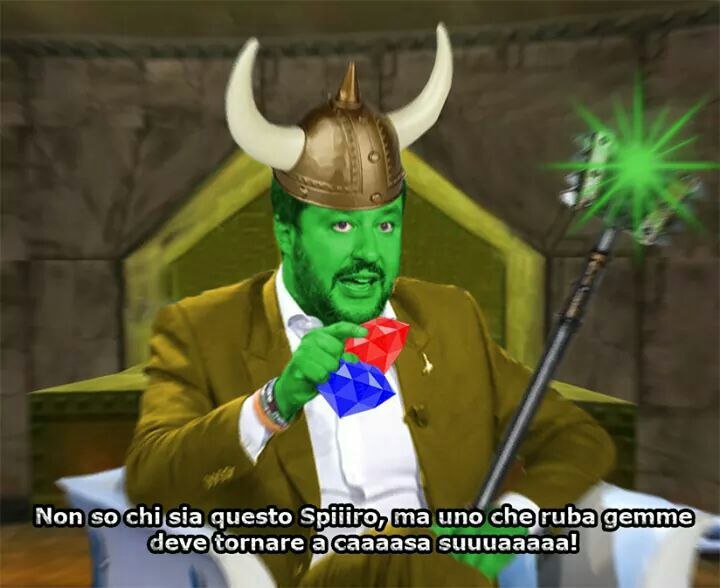 Non so chi sia questo Spiiiro, ma uno che ruba gemme
deve tornare a caaaasa suuuaaaaa!